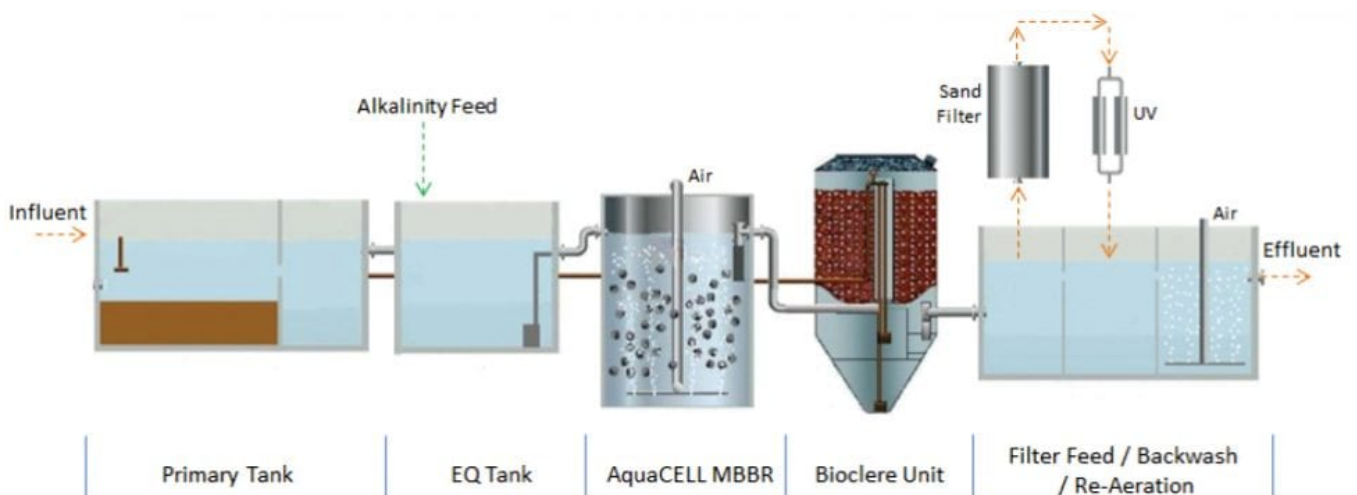 Alkalinity Feed
Influent
Air
Sand
Filter
UV
Air
Effluent
Primary Tank
EQ Tank
AquaCELL MBBR
Bioclere Unit
Filter Feed / Backwash
/ Re-Aeration